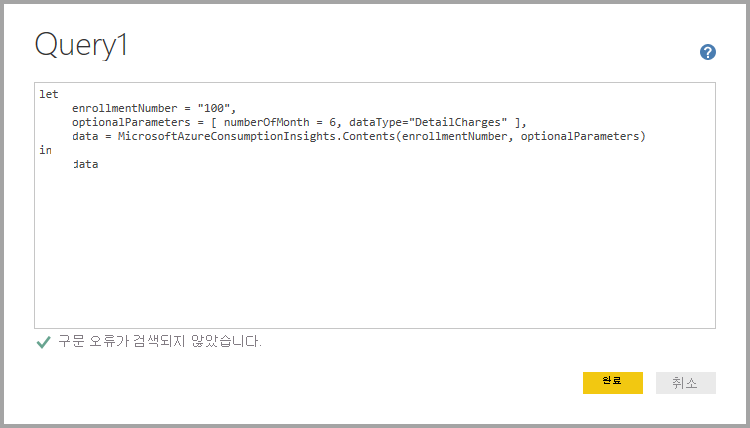 Query1
?
let
enrollmentNumber = "100",
optionalParameters = [ numberOfMonth = 6, dataType="DetailCharges" ],
data = MicrosoftAzureConsumptionInsights.Contents(enrollmentNumber, optionalParameters)
in
data
구문 오류가 검색되지 않았습니다.
완료 취소